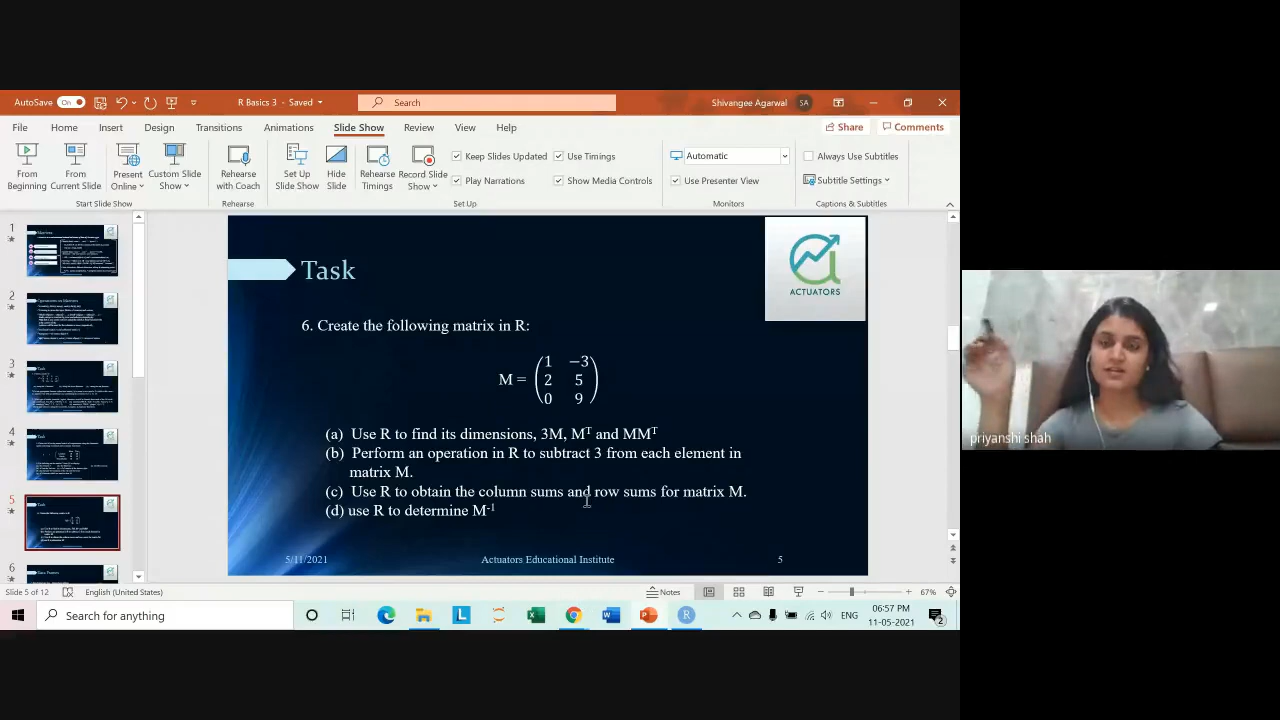 AutoSave On R Basics 3 - Saved Search Shivangee Agarwal SA
File Home Insert Design Transitions Animations Slide Show Review View Help Share Comments
From Beginning
From Current Slide
Present Online
Custom Slide Show
Start Slide Show
Rehearse with Coach
Rehearse
Set Up Slide Show
Hide Slide
Rehearse Timings
Record Slide Show
Keep Slides Updated
Use Timings
Play Narrations
Show Media Controls
Set Up
Automatic
Use Presenter View
Monitors
Always Use Subtitles
Subtitle Settings
Captions & Subtitles
1
2
3
4
5
6
Task
ACTUATORS
6. Create the following matrix in R:
1 −3
M = 2 5
0 9
(a) Use R to find its dimensions, 3M, Mᵀ and MMᵀ
(b) Perform an operation in R to subtract 3 from each element in
matrix M.
(c) Use R to obtain the column sums and row sums for matrix M.
(d) use R to determine M⁻¹
5/11/2021 Actuators Educational Institute 5
priyanshi shah
Slide 5 of 12 English (United States) Notes 67%
Search for anything ENG 06:57 PM
11-05-2021 2